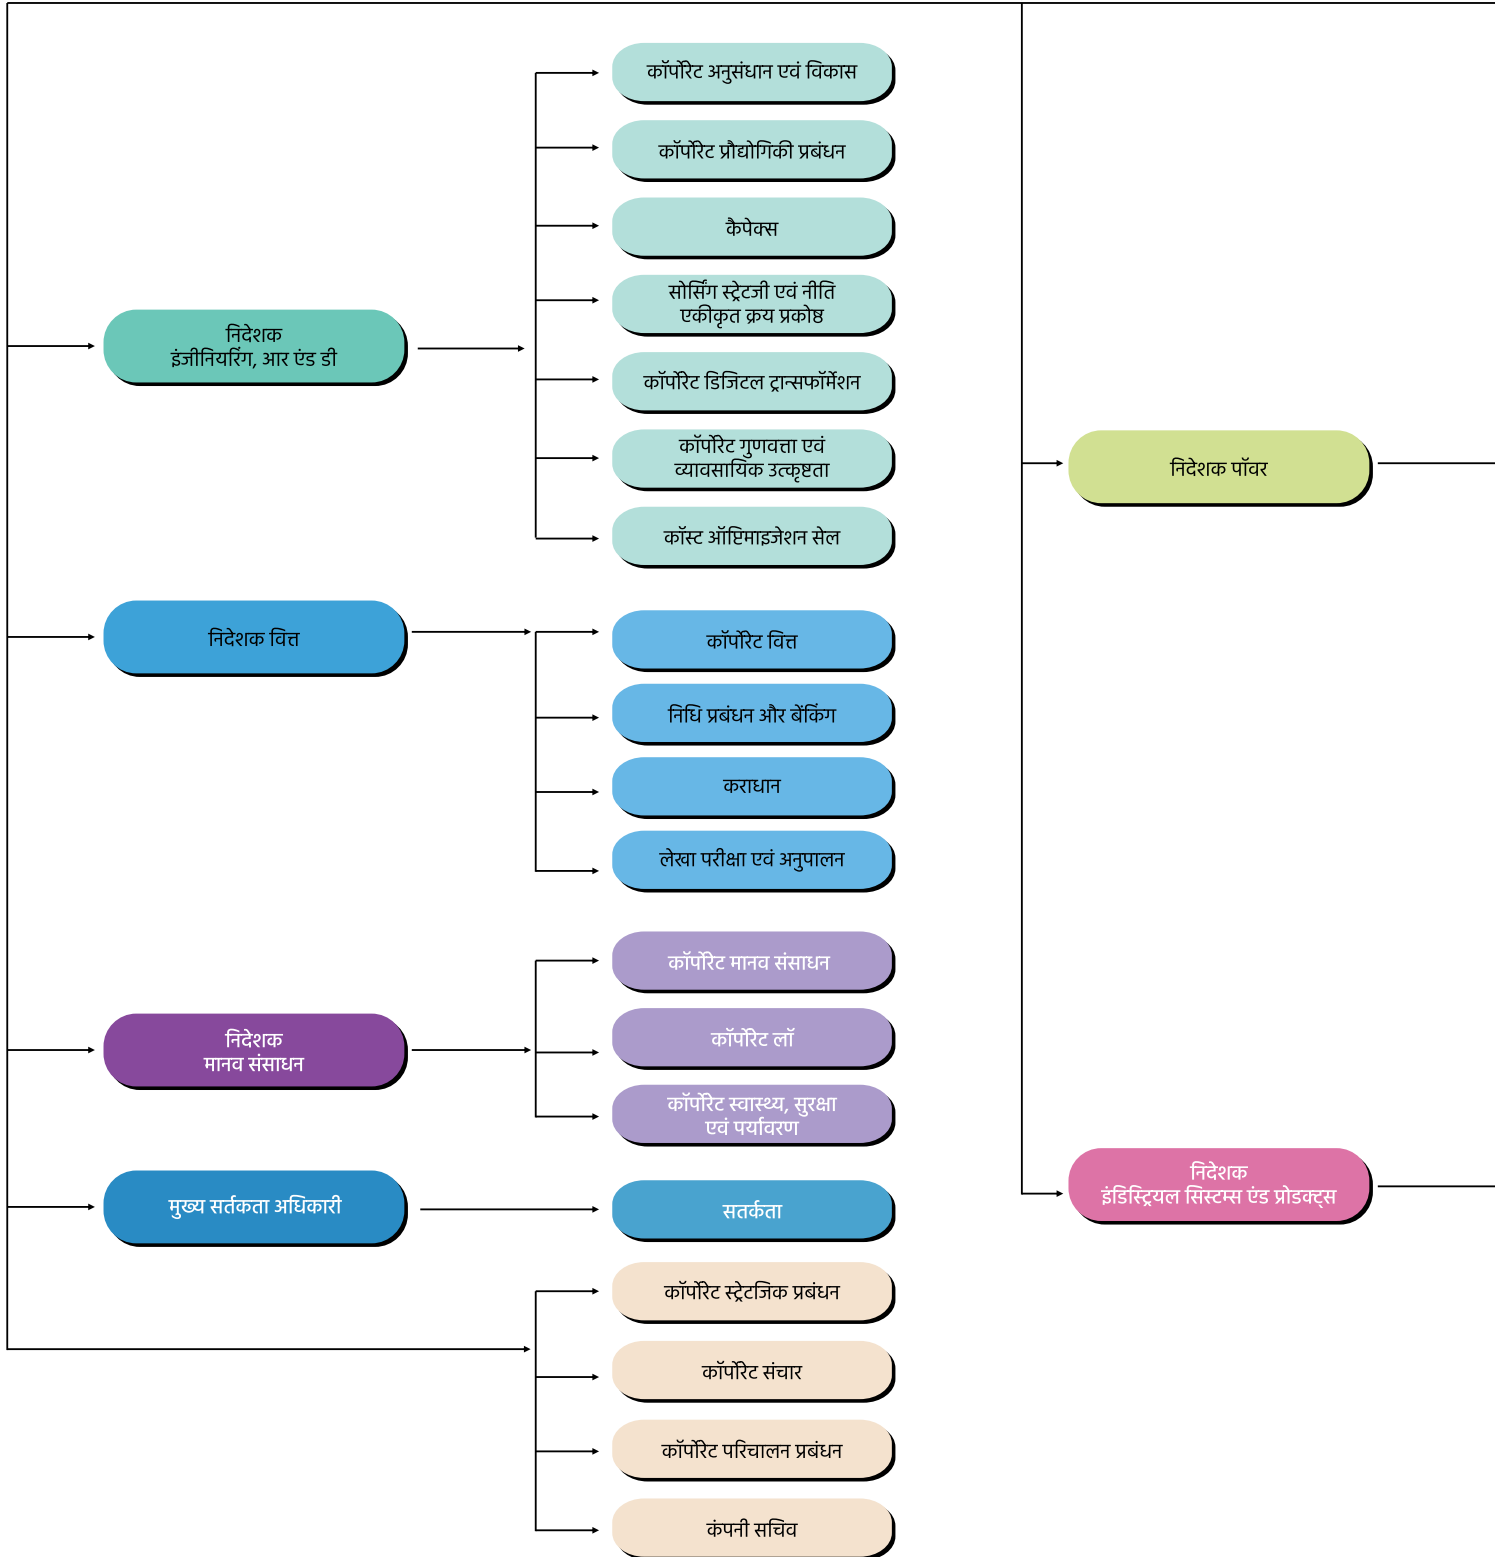 निदेशक
इंजीनियरिंग, आर एंड डी
कॉर्पोरेट अनुसंधान एवं विकास
कॉर्पोरेट प्रौद्योगिकी प्रबंधन
कैपेक्स
सोर्सिंग स्ट्रेटजी एवं नीति
एकीकृत क्रय प्रकोष्ठ
कॉर्पोरेट डिजिटल ट्रान्सफॉर्मेशन
कॉर्पोरेट गुणवत्ता एवं
व्यावसायिक उत्कृष्टता
कॉस्ट ऑप्टिमाइजेशन सेल
निदेशक वित्त
कॉर्पोरेट वित्त
निधि प्रबंधन और बेंकिंग
कराधान
लेखा परीक्षा एवं अनुपालन
निदेशक
मानव संसाधन
कॉर्पोरेट मानव संसाधन
कॉर्पोरेट लॉ
कॉर्पोरेट स्वास्थ्य, सुरक्षा
एवं पर्यावरण
मुख्य सर्तकता अधिकारी
सतर्कता
कॉर्पोरेट स्ट्रेटजिक प्रबंधन
कॉर्पोरेट संचार
कॉर्पोरेट परिचालन प्रबंधन
कंपनी सचिव
निदेशक पॉवर
निदेशक
इंडिस्ट्रियल सिस्टम्स एंड प्रोडक्ट्स